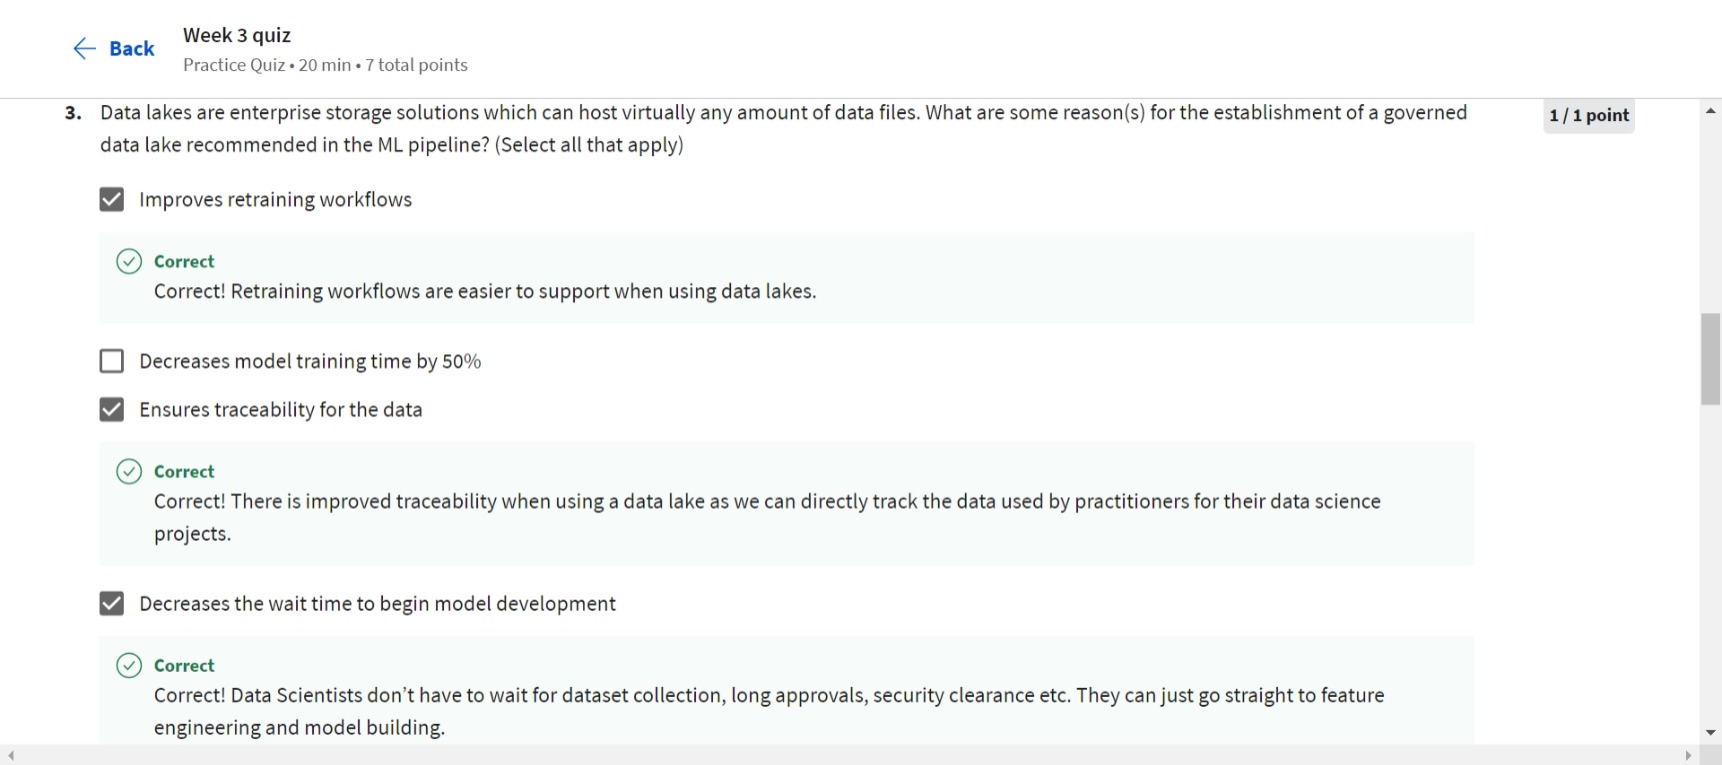 Back
Week 3 quiz
Practice Quiz • 20 min • 7 total points
3. Data lakes are enterprise storage solutions which can host virtually any amount of data files. What are some reason(s) for the establishment of a governed
data lake recommended in the ML pipeline? (Select all that apply)
1 / 1 point
Improves retraining workflows
Correct
Correct! Retraining workflows are easier to support when using data lakes.
Decreases model training time by 50%
Ensures traceability for the data
Correct
Correct! There is improved traceability when using a data lake as we can directly track the data used by practitioners for their data science
projects.
Decreases the wait time to begin model development
Correct
Correct! Data Scientists don’t have to wait for dataset collection, long approvals, security clearance etc. They can just go straight to feature
engineering and model building.